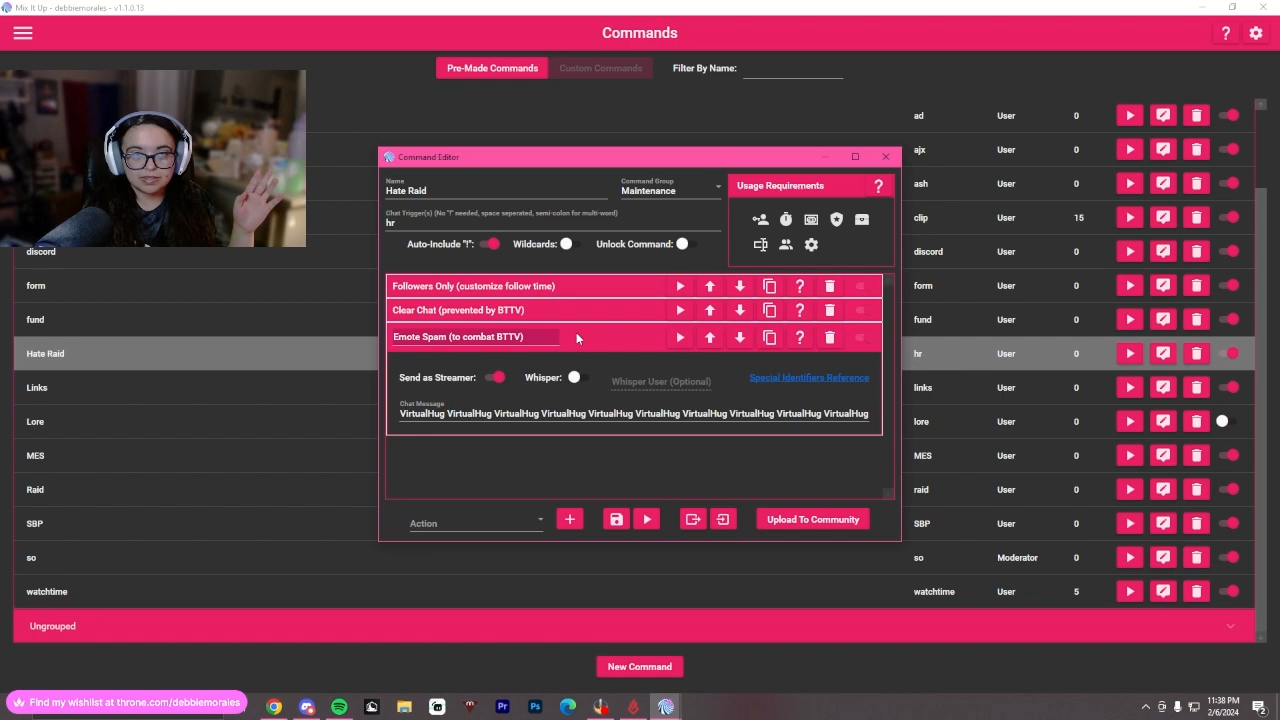 Mix It Up - debbiemorales - v1.1.0.13
Commands
?
Pre-Made Commands
Custom Commands
Filter By Name:
ad User 0
ajx User 0
ash User 0
clip User 15
discord discord User 0
form form User 0
fund fund User 0
Hate Raid hr User 0
Links links User 0
Lore lore User 0
MES MES User 0
Raid raid User 0
SBP SBP User 0
so so Moderator 0
watchtime watchtime User 5
Ungrouped
New Command
Command Editor
Name
Hate Raid
Command Group
Maintenance
Chat Trigger(s) (No "!" needed, space seperated, semi-colon for multi-word)
hr
Auto-Include "!": Wildcards: Unlock Command:
Usage Requirements ?
Followers Only (customize follow time) ?
Clear Chat (prevented by BTTV) ?
Emote Spam (to combat BTTV) ?
Send as Streamer: Whisper: Whisper User (Optional) Special Identifiers Reference
Chat Message
VirtualHug VirtualHug VirtualHug VirtualHug VirtualHug VirtualHug VirtualHug VirtualHug VirtualHug VirtualHug
Action
Upload To Community
Find my wishlist at throne.com/debbiemorales
Pr
Ps
11:38 PM
2/6/2024
2